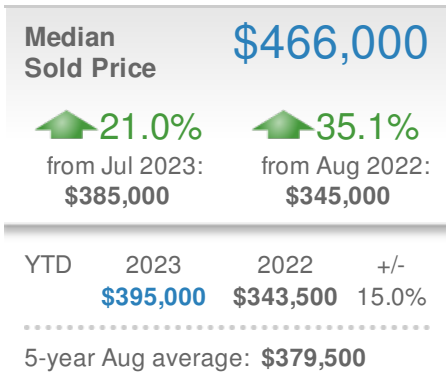 Median
Sold Price
$466,000
21.0% 35.1%
from Jul 2023: from Aug 2022:
$385,000 $345,000
YTD 2023 2022 +/-
$395,000 $343,500 15.0%
5-year Aug average: $379,500